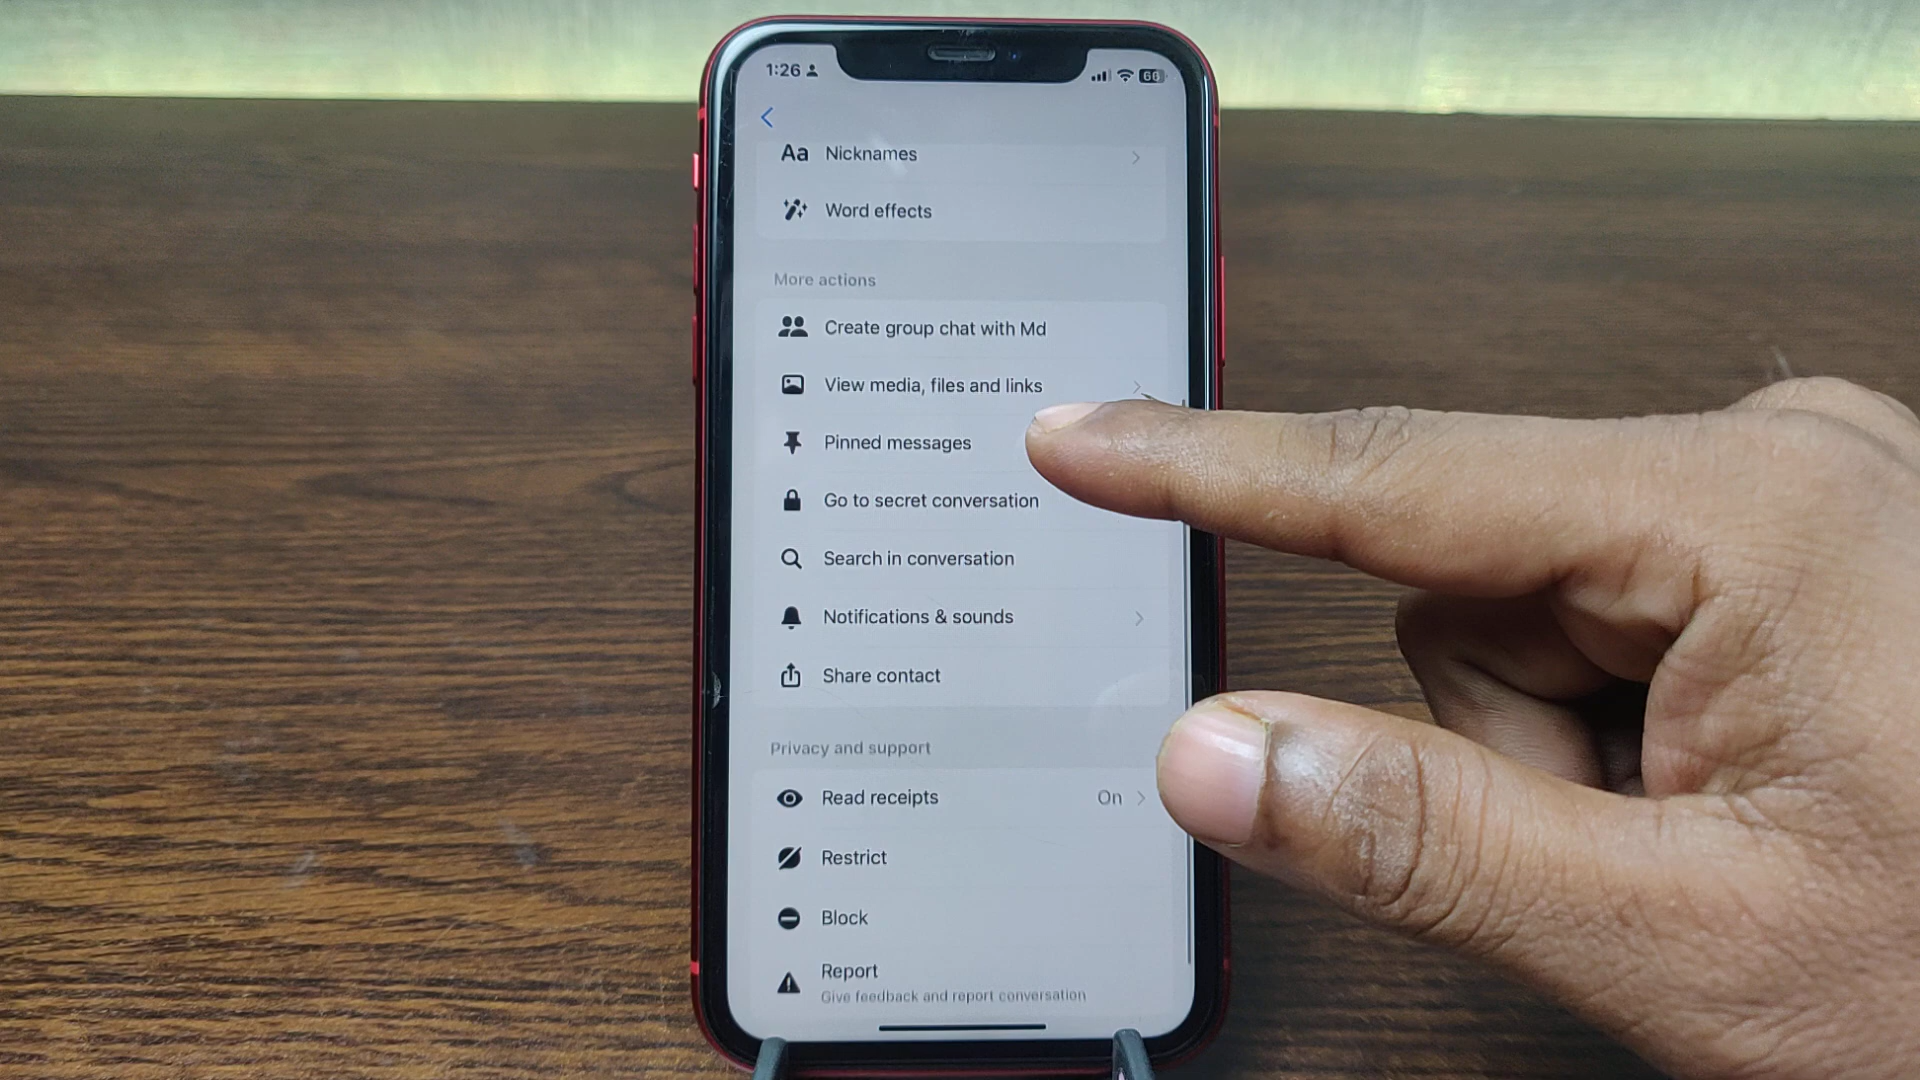 1:26
66
Aa Nicknames
Word effects
More actions
Create group chat with Md
View media, files and links
Pinned messages
Go to secret conversation
Search in conversation
Notifications & sounds
Share contact
Privacy and support
Read receipts On
Restrict
Block
Report
Give feedback and report conversation